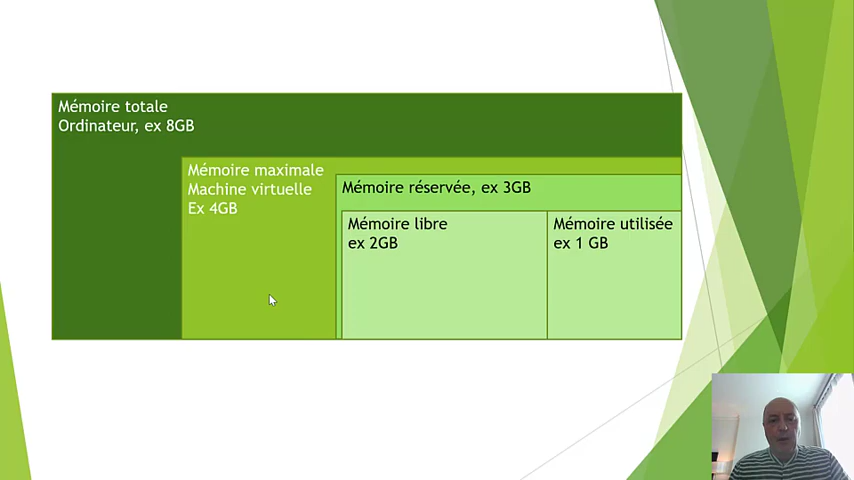 Mémoire totale
Ordinateur, ex 8GB
Mémoire maximale
Machine virtuelle
Ex 4GB
Mémoire réservée, ex 3GB
Mémoire libre
ex 2GB
Mémoire utilisée
ex 1 GB